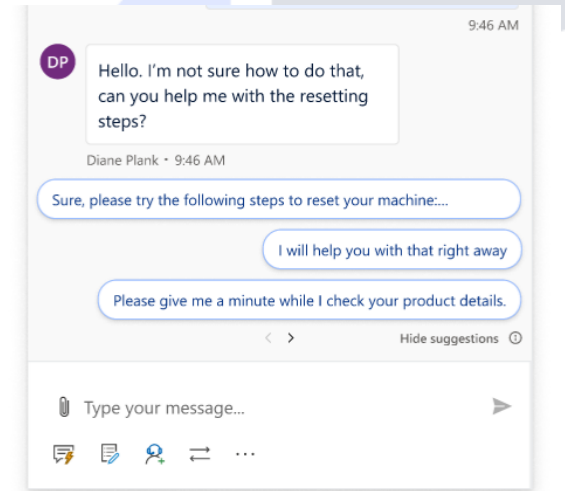 9:46 AM
DP
Hello. I'm not sure how to do that,
can you help me with the resetting
steps?
Diane Plank • 9:46 AM
Sure, please try the following steps to reset your machine:...
I will help you with that right away
Please give me a minute while I check your product details.
Hide suggestions
Type your message...